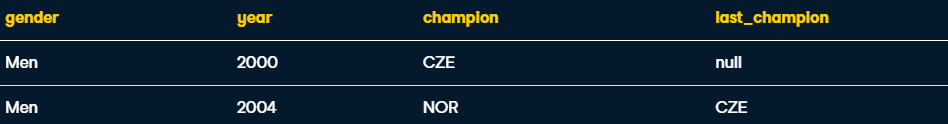 gender year champion last_champion
Men 2000 CZE null
Men 2004 NOR CZE